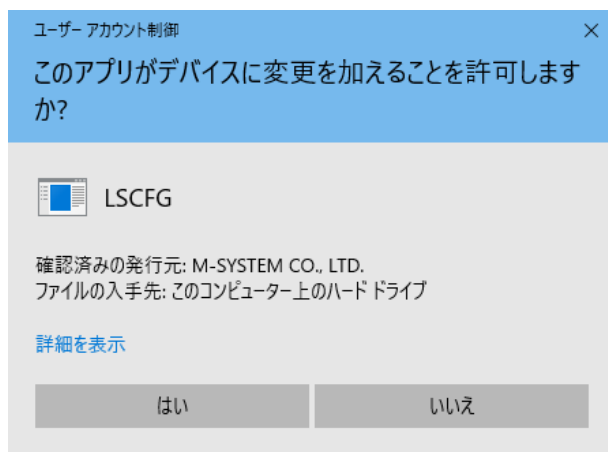 ユーザー アカウント制御
このアプリがデバイスに変更を加えることを許可します
か?
LSCFG
確認済みの発行元: M-SYSTEM CO., LTD.
ファイルの入手先: このコンピューター上のハード ドライブ
詳細を表示
はい
いいえ